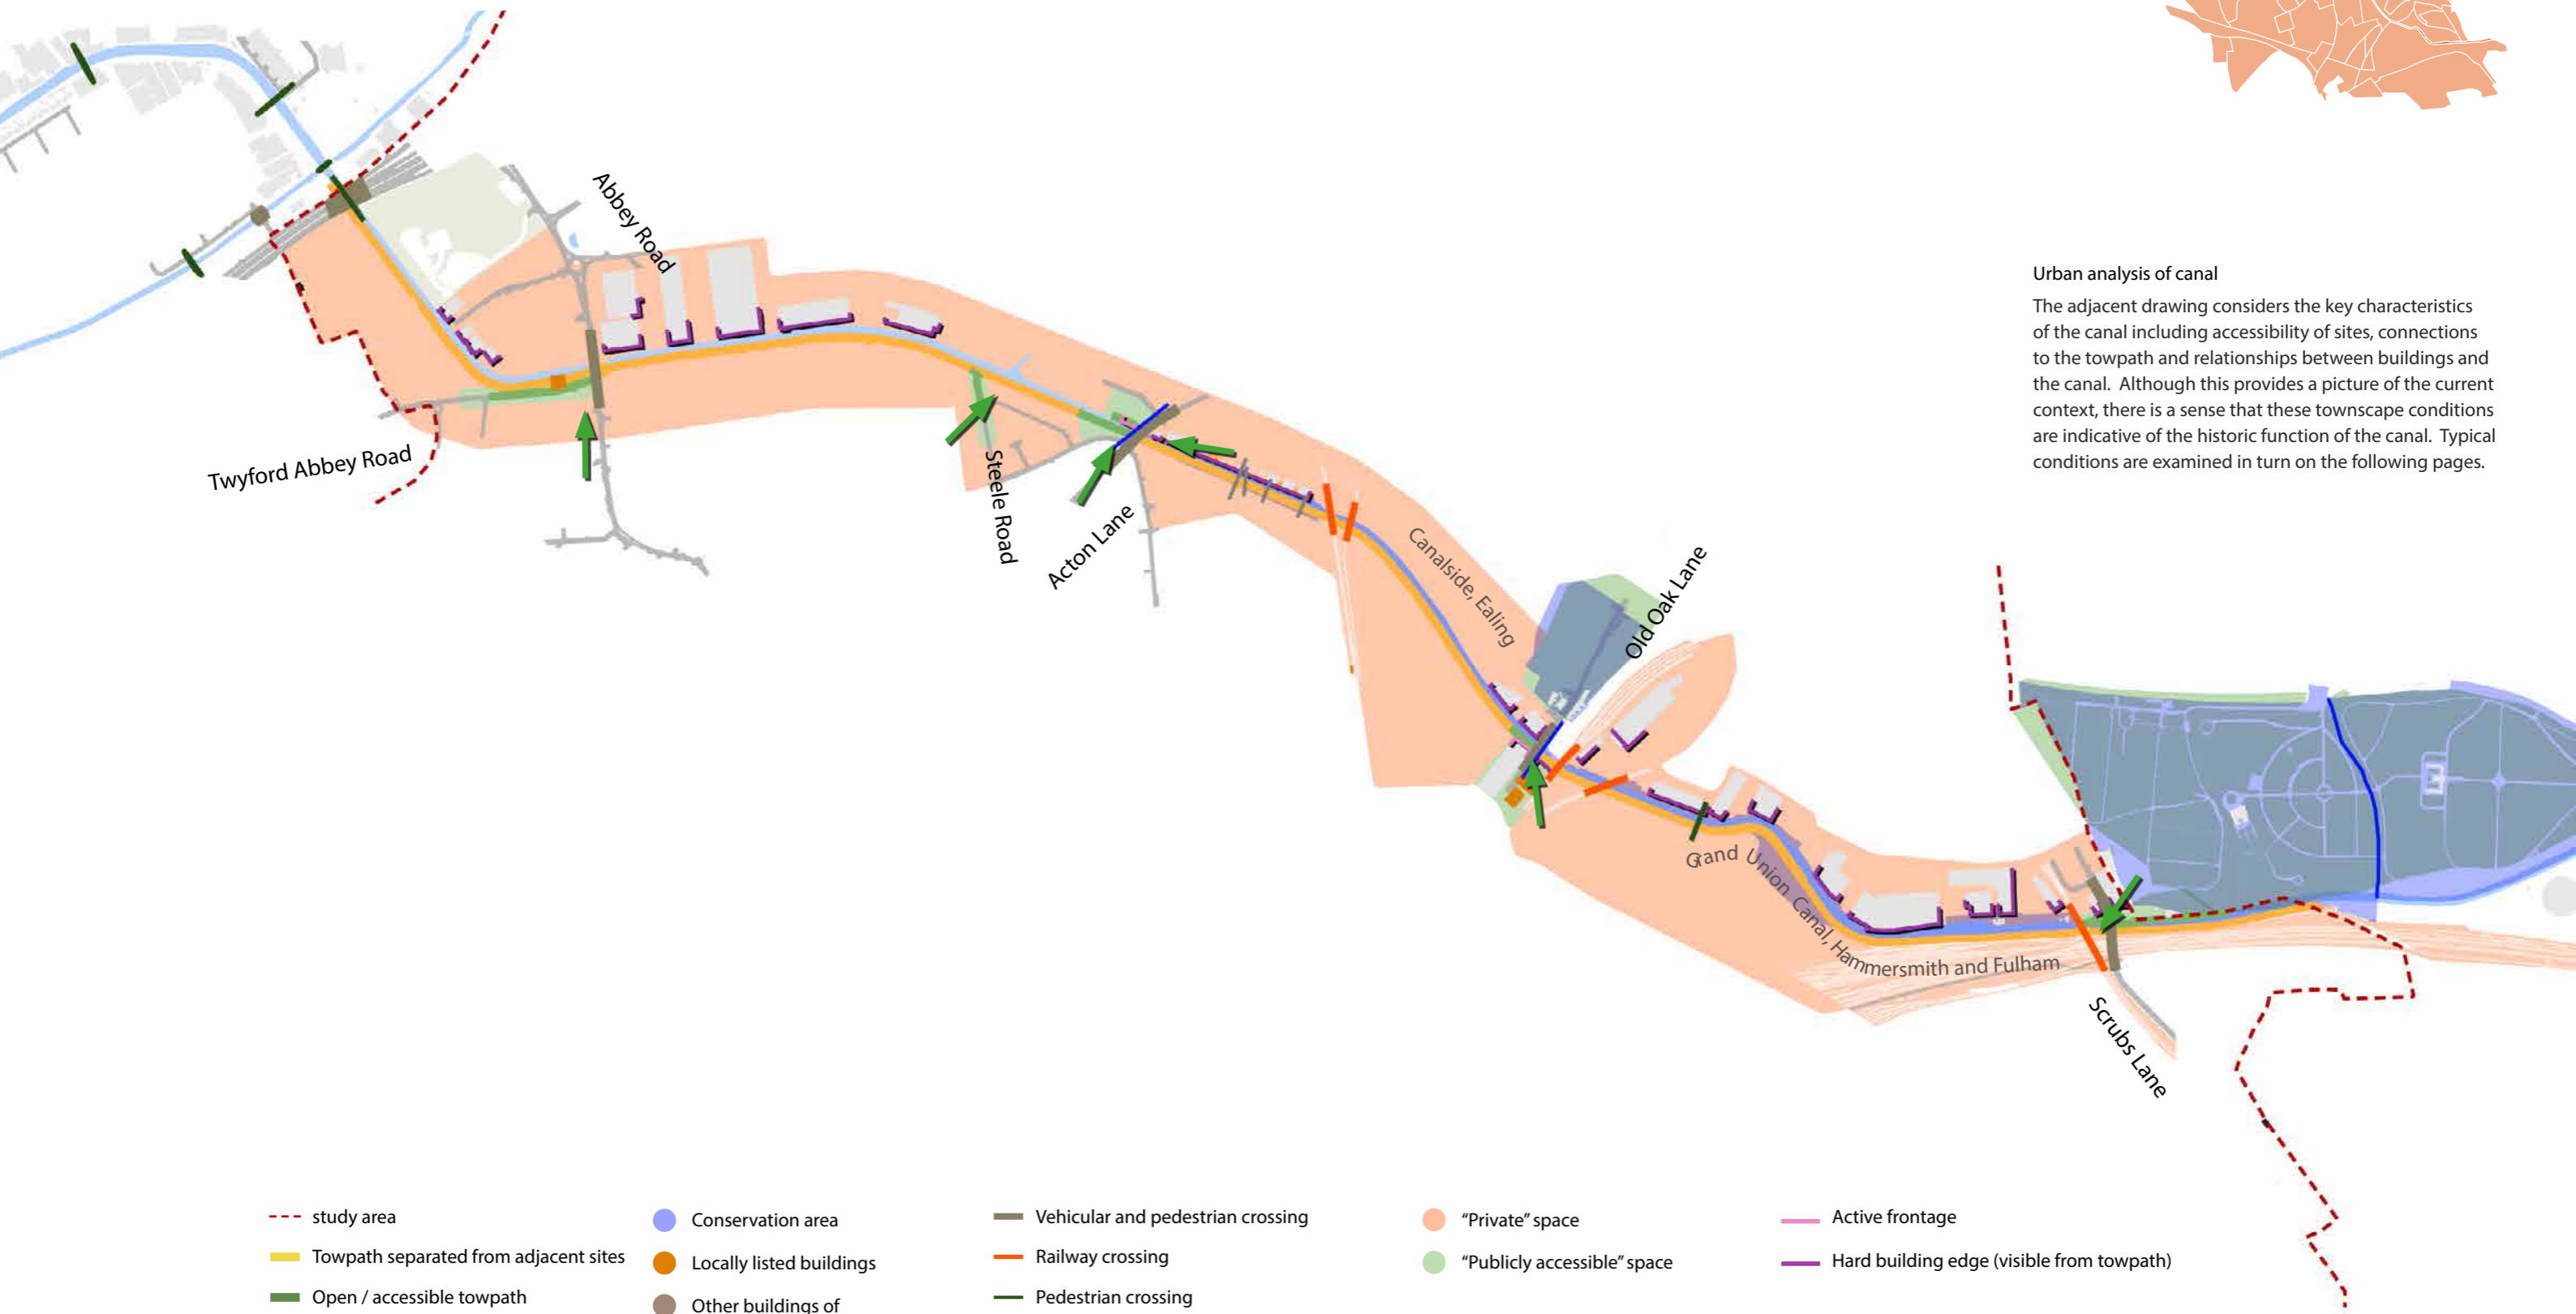 Abbey Road
Twyford Abbey Road
Steele Road
Acton Lane
Canalside, Ealing
Old Oak Lane
Grand Union Canal, Hammersmith and Fulham
Scrubs Lane
Urban analysis of canal
The adjacent drawing considers the key characteristics
of the canal including accessibility of sites, connections
to the towpath and relationships between buildings and
the canal. Although this provides a picture of the current
context, there is a sense that these townscape conditions
are indicative of the historic function of the canal. Typical
conditions are examined in turn on the following pages.
study area
Towpath separated from adjacent sites
Open / accessible towpath
Conservation area
Locally listed buildings
Other buildings of
Vehicular and pedestrian crossing
Railway crossing
Pedestrian crossing
“Private” space
“Publicly accessible” space
Active frontage
Hard building edge (visible from towpath)